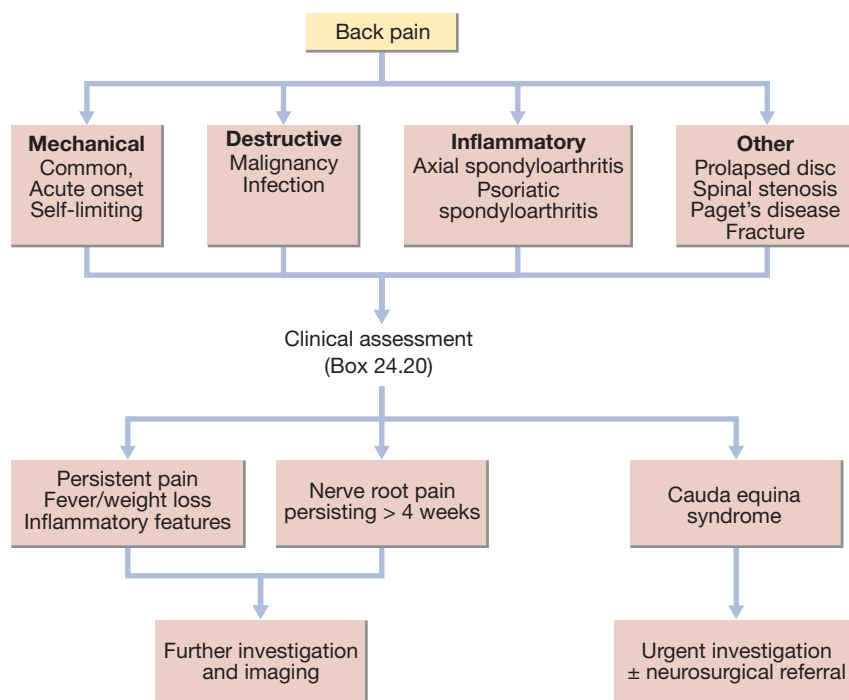 Back pain
Mechanical
Common,
Acute onset
Self-limiting
Destructive
Malignancy
Infection
Inflammatory
Axial spondyloarthritis
Psoriatic
spondyloarthritis
Other
Prolapsed disc
Spinal stenosis
Paget's disease
Fracture
Clinical assessment
(Box 24.20)
Persistent pain
Fever/weight loss
Inflammatory features
Nerve root pain
persisting > 4 weeks
Cauda equina
syndrome
Further investigation
and imaging
Urgent investigation
± neurosurgical referral